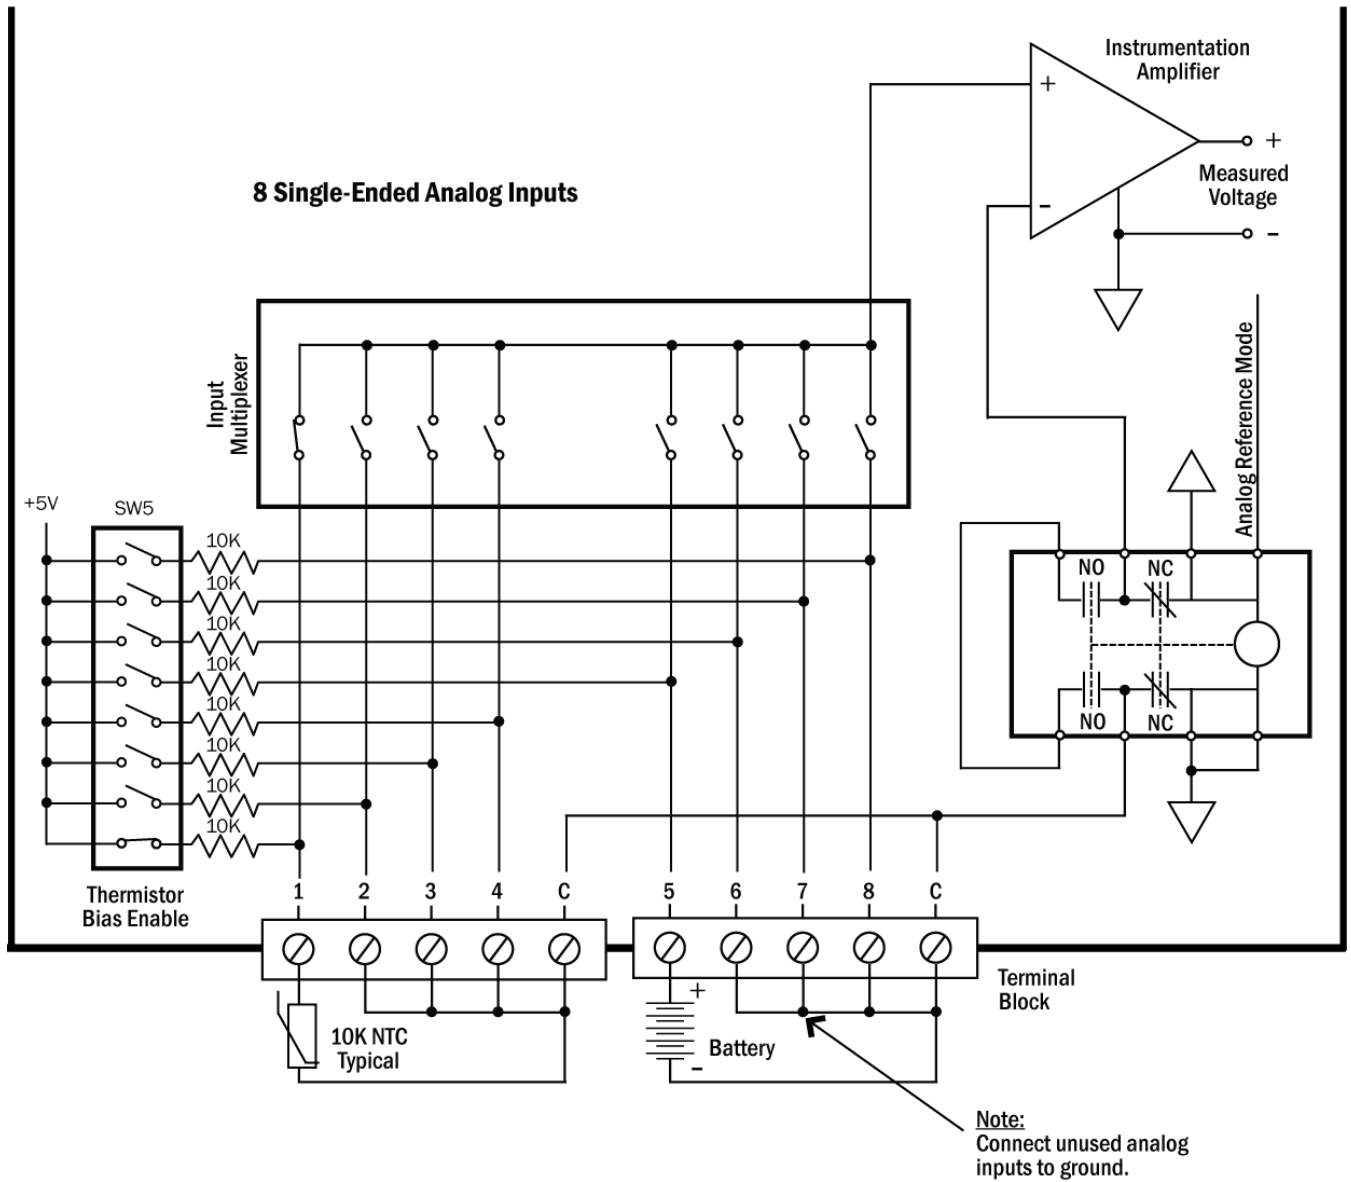 Instrumentation
Amplifier
+
+
Measured
Voltage
-
-
8 Single-Ended Analog Inputs
Input
Multiplexer
Analog Reference Mode
+5V
SW5
10K
10K
10K
10K
10K
10K
10K
10K
NO
NC
NO
NC
Thermistor
Bias Enable
1
2
3
4
C
5
6
7
8
C
Terminal
Block
10K NTC
Typical
+
Battery
-
Note:
Connect unused analog
inputs to ground.